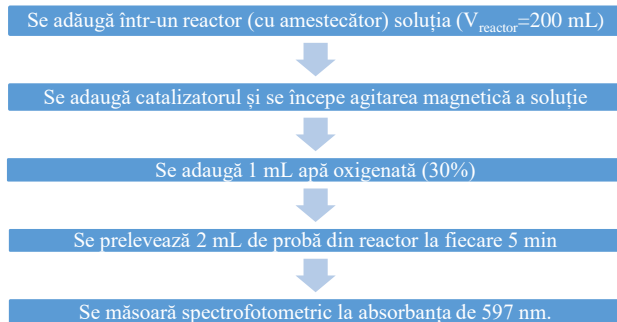 Se adăugă într-un reactor (cu amestecător) soluția (Vreactor=200 mL)
Se adaugă catalizatorul și se începe agitarea magnetică a soluție
Se adaugă 1 mL apă oxigenată (30%)
Se prelevează 2 mL de probă din reactor la fiecare 5 min
Se măsoară spectrofotometric la absorbanța de 597 nm.